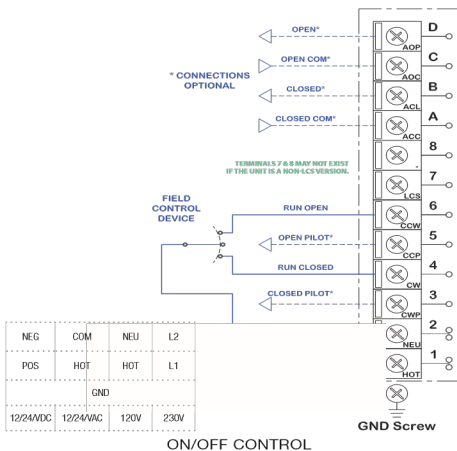 OPEN*
D
AOP
OPEN COM*
C
AOC
* CONNECTIONS
OPTIONAL
CLOSED*
B
ACL
CLOSED COM*
A
ACC
8
-
TERMINALS 7 & 8 MAY NOT EXIST
IF THE UNIT IS A NON-LCS VERSION.
7
LCS
FIELD
CONTROL
DEVICE
RUN OPEN
6
CCW
OPEN PILOT*
5
CCP
RUN CLOSED
4
CW
CLOSED PILOT*
3
CWP
2
NEU
1
HOT
NEG COM NEU L2
POS HOT HOT L1
GND
12/24/VDC 12/24/VAC 120V 230V
GND Screw
ON/OFF CONTROL